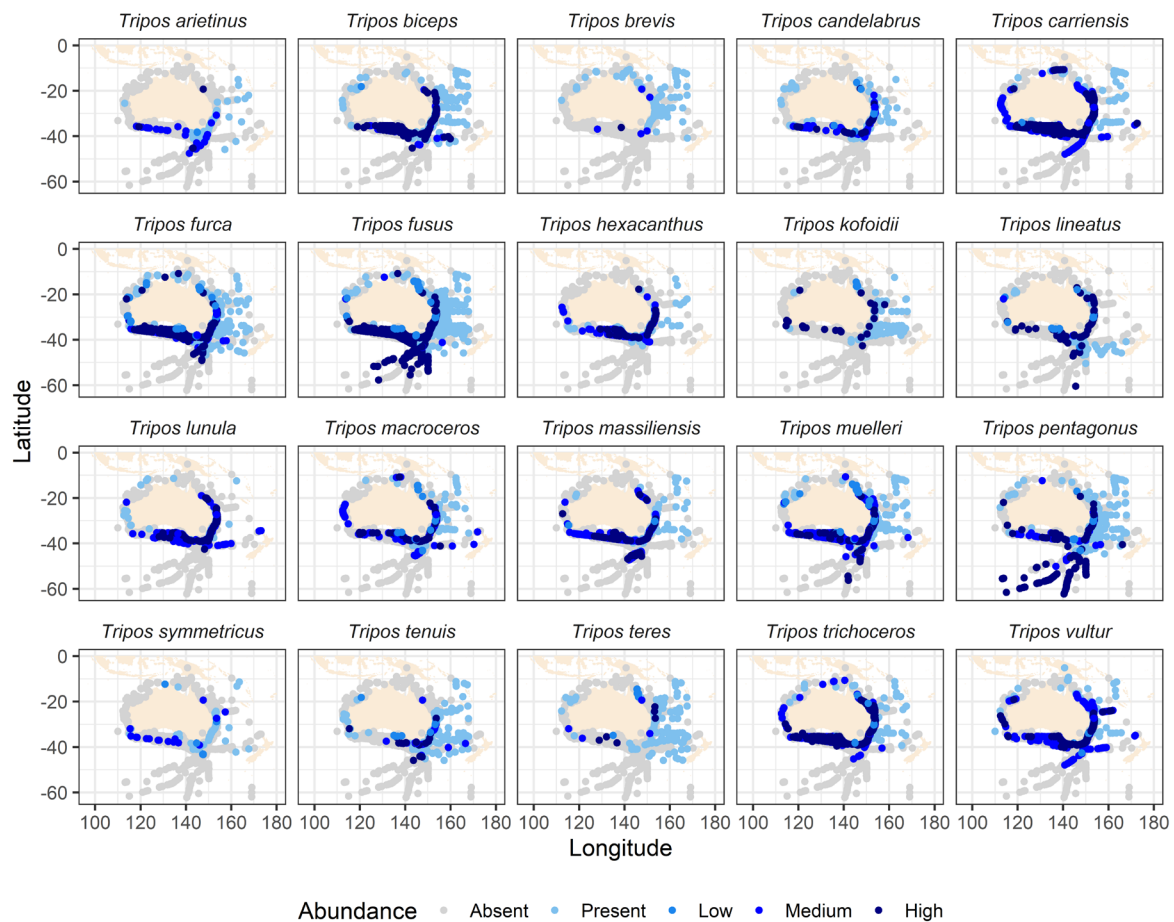 Tripos arietinus Tripos biceps Tripos brevis Tripos candelabrus Tripos carriensis
0
-20
-40
-60
Tripos furca Tripos fusus Tripos hexacanthus Tripos kofoidii Tripos lineatus
0
-20
-40
-60
Latitude
Tripos lunula Tripos macroceros Tripos massiliensis Tripos muelleri Tripos pentagonus
0
-20
-40
-60
Tripos symmetricus Tripos tenuis Tripos teres Tripos trichoceros Tripos vultur
0
-20
-40
-60
100 120 140 160 180 100 120 140 160 180 100 120 140 160 180 100 120 140 160 180 100 120 140 160 180
Longitude
Abundance Absent Present Low Medium High